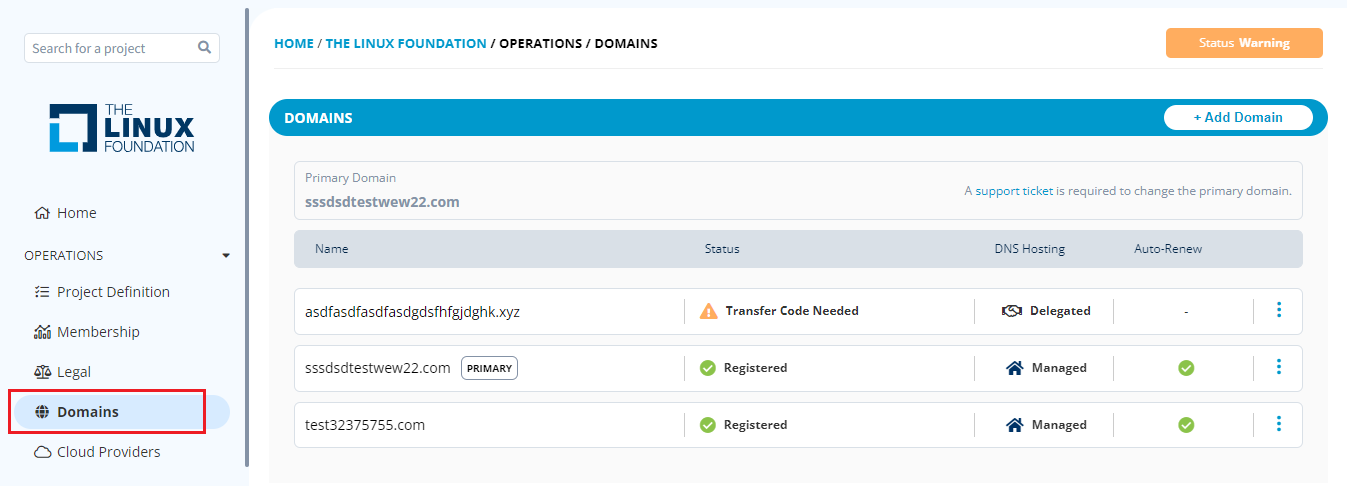 Search for a project
THE
LINUX
FOUNDATION
Home
OPERATIONS
Project Definition
Membership
Legal
Domains
Cloud Providers
HOME / THE LINUX FOUNDATION / OPERATIONS / DOMAINS
Status Warning
DOMAINS
+ Add Domain
Primary Domain
sssdsdtestwew22.com
A support ticket is required to change the primary domain.
Name Status DNS Hosting Auto-Renew
asdfasdfasdfasdgdsfhfgjdghk.xyz Transfer Code Needed Delegated -
sssdsdtestwew22.com PRIMARY Registered Managed
test32375755.com Registered Managed